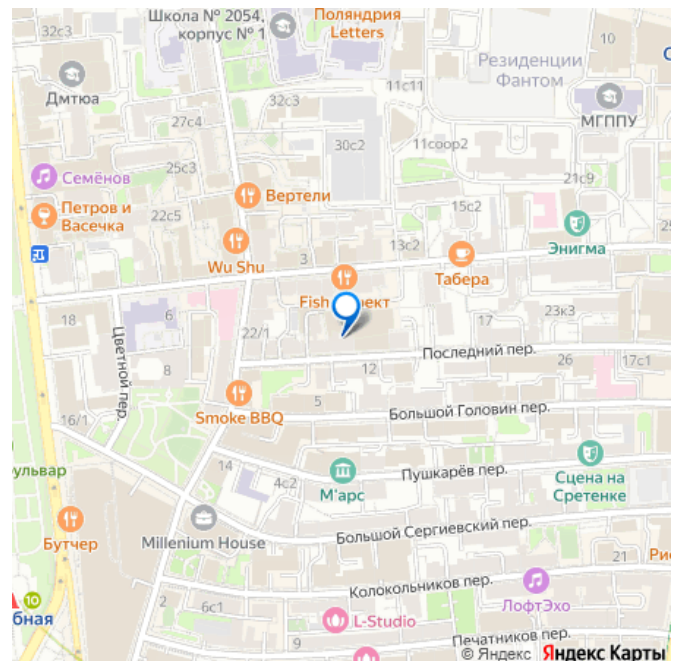 32с3
Школа № 2054,
корпус № 1
Поляндрия
Letters
10
С
Резиденции
Фантом
Дмтюа
11с11
МГППУ
32с3
27с4
30с2
11соор2
25с3
Семёнов
21с9
Вертели
Петров и
Васечка
22с5
15с2
Энигма
25
Wu Shu
3
13с2
Табера
Fish
ект
18
6
Цветной пер.
22/1
17
23к3
Последний пер.
8
12
26
17с1
Smoke BBQ
5
Большой Головин пер.
16/1
14
Пушкарёв пер.
Сцена на
Сретенке
ульвар
4с2
М'арс
Бутчер
Millenium House
Большой Сергиевский пер.
21
Рис
Колокольников пер.
10
бная
2
6с1
ЛофтЭхо
L-Studio
9
Печатников пер.
© Яндекс Яндекс Карты